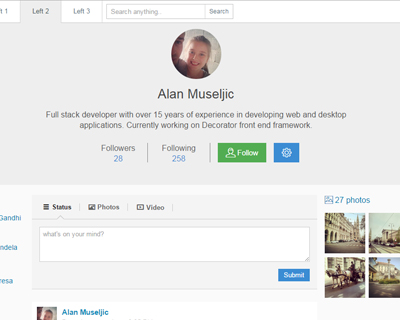 ft 1 Left 2 Left 3 Search anything.. Search
Alan Museljic
Full stack developer with over 15 years of experience in developing web and desktop
applications. Currently working on Decorator front end framework.
Followers Following
28 258 Follow
Status Photos Video
27 photos
Gandhi
what's on your mind?
ndela
Submit
resa
Alan Museljic